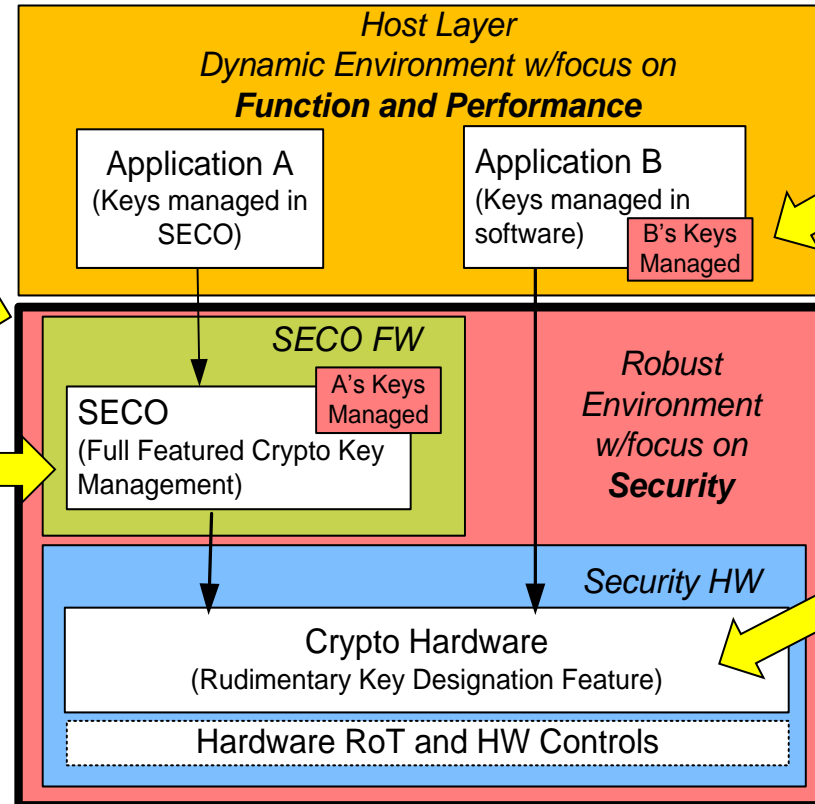 Host Layer
Dynamic Environment w/focus on
Function and Performance
Application A
(Keys managed in
SECO)
Application B
(Keys managed in
software)
B's Keys
Managed
SECO FW
A's Keys
Managed
SECO
(Full Featured Crypto Key
Management)
Robust
Environment
w/focus on
Security
Security HW
Crypto Hardware
(Rudimentary Key Designation Feature)
Hardware RoT and HW Controls